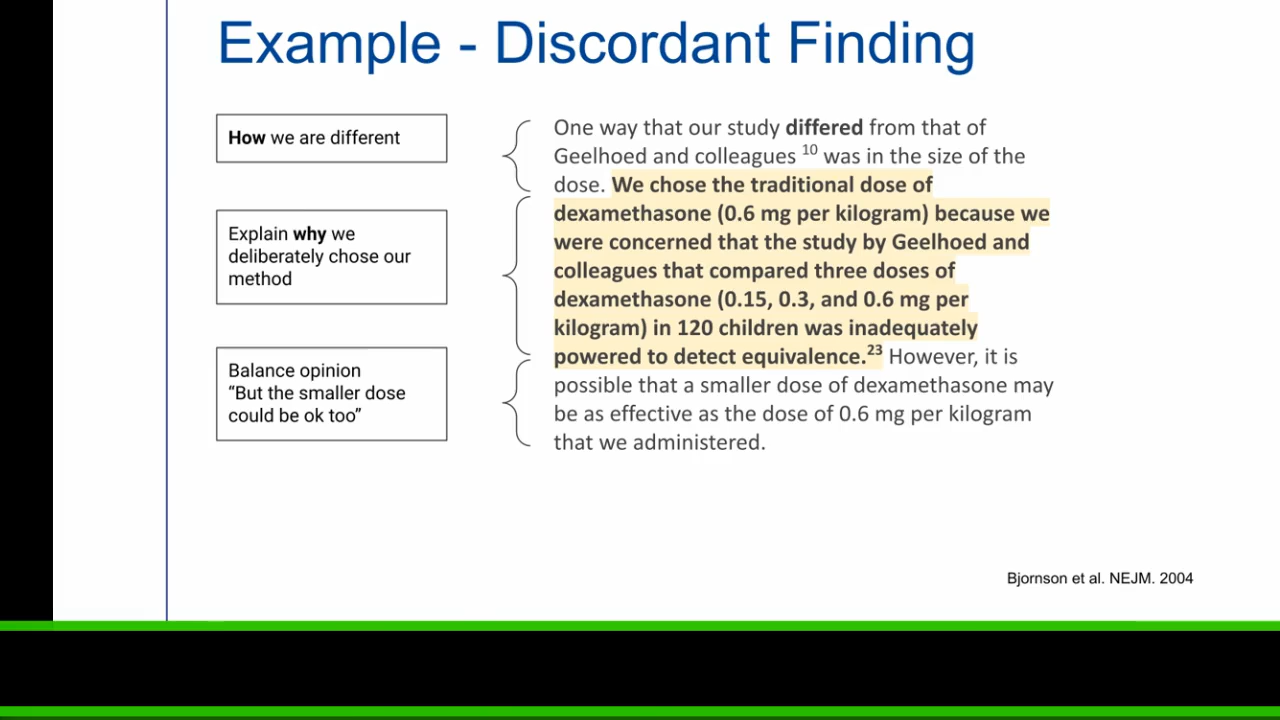 Example - Discordant Finding
How we are different
Explain why we
deliberately chose our
method
Balance opinion
“But the smaller dose
could be ok too”
One way that our study differed from that of
Geelhoed and colleagues 10 was in the size of the
dose. We chose the traditional dose of
dexamethasone (0.6 mg per kilogram) because we
were concerned that the study by Geelhoed and
colleagues that compared three doses of
dexamethasone (0.15, 0.3, and 0.6 mg per
kilogram) in 120 children was inadequately
powered to detect equivalence.23 However, it is
possible that a smaller dose of dexamethasone may
be as effective as the dose of 0.6 mg per kilogram
that we administered.
Bjornson et al. NEJM. 2004